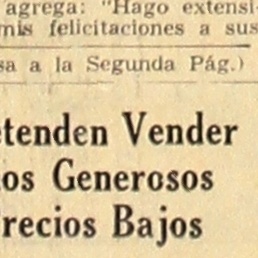 agrega: "Hago extensi-
mis felicitaciones a sus
sa a la Segunda Pág.)
etenden Vender
os Generosos
recios Bajos